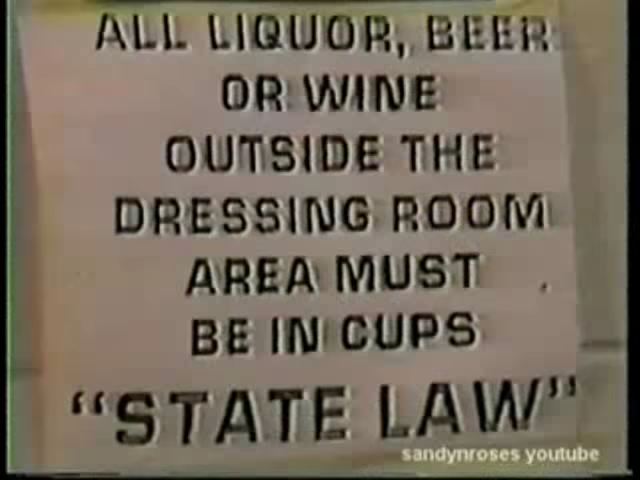 ALL LIQUOR, BEER
OR WINE
OUTSIDE THE
DRESSING ROOM
AREA MUST
BE IN CUPS
"STATE LAW"
sandynroses youtube